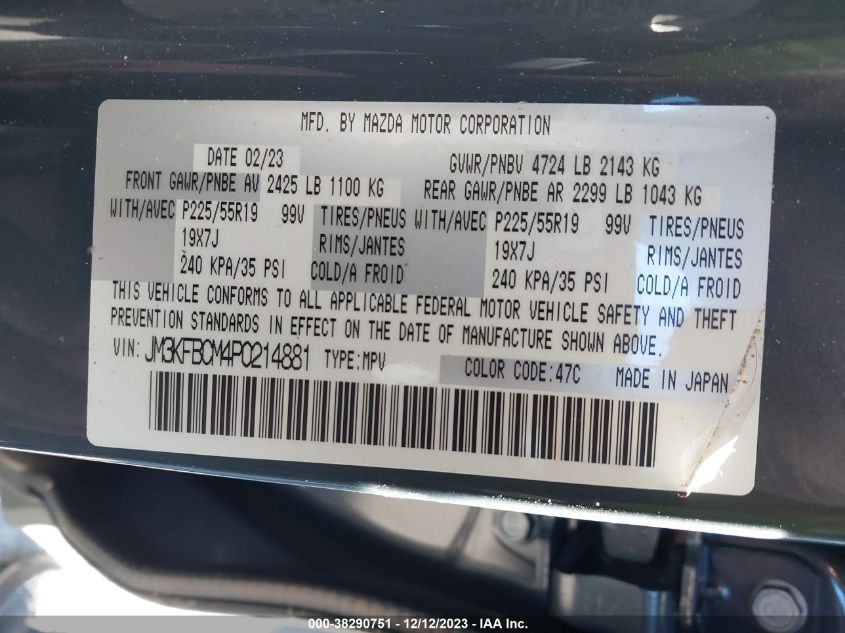 MFD. BY MAZDA MOTOR CORPORATION
DATE 02/23 GVWR/PNBV 4724 LB 2143 KG
FRONT GAWR/PNBE AV 2425 LB 1100 KG REAR GAWR/PNBE AR 2299 LB 1043 KG
WITH/AVEC P225/55R19 99V TIRES/PNEUS WITH/AVEC P225/55R19 99V TIRES/PNEUS
19X7J RIMS/JANTES 19X7J RIMS/JANTES
240 KPA/35 PSI COLD/A FROID 240 KPA/35 PSI COLD/A FROID
THIS VEHICLE CONFORMS TO ALL APPLICABLE FEDERAL MOTOR VEHICLE SAFETY AND THEFT
PREVENTION STANDARDS IN EFFECT ON THE DATE OF MANUFACTURE SHOWN ABOVE.
VIN: JM3KFBCM4P0214881 TYPE:MPV COLOR CODE:47C MADE IN JAPAN
000-38290751 - 12/12/2023 - IAA Inc.